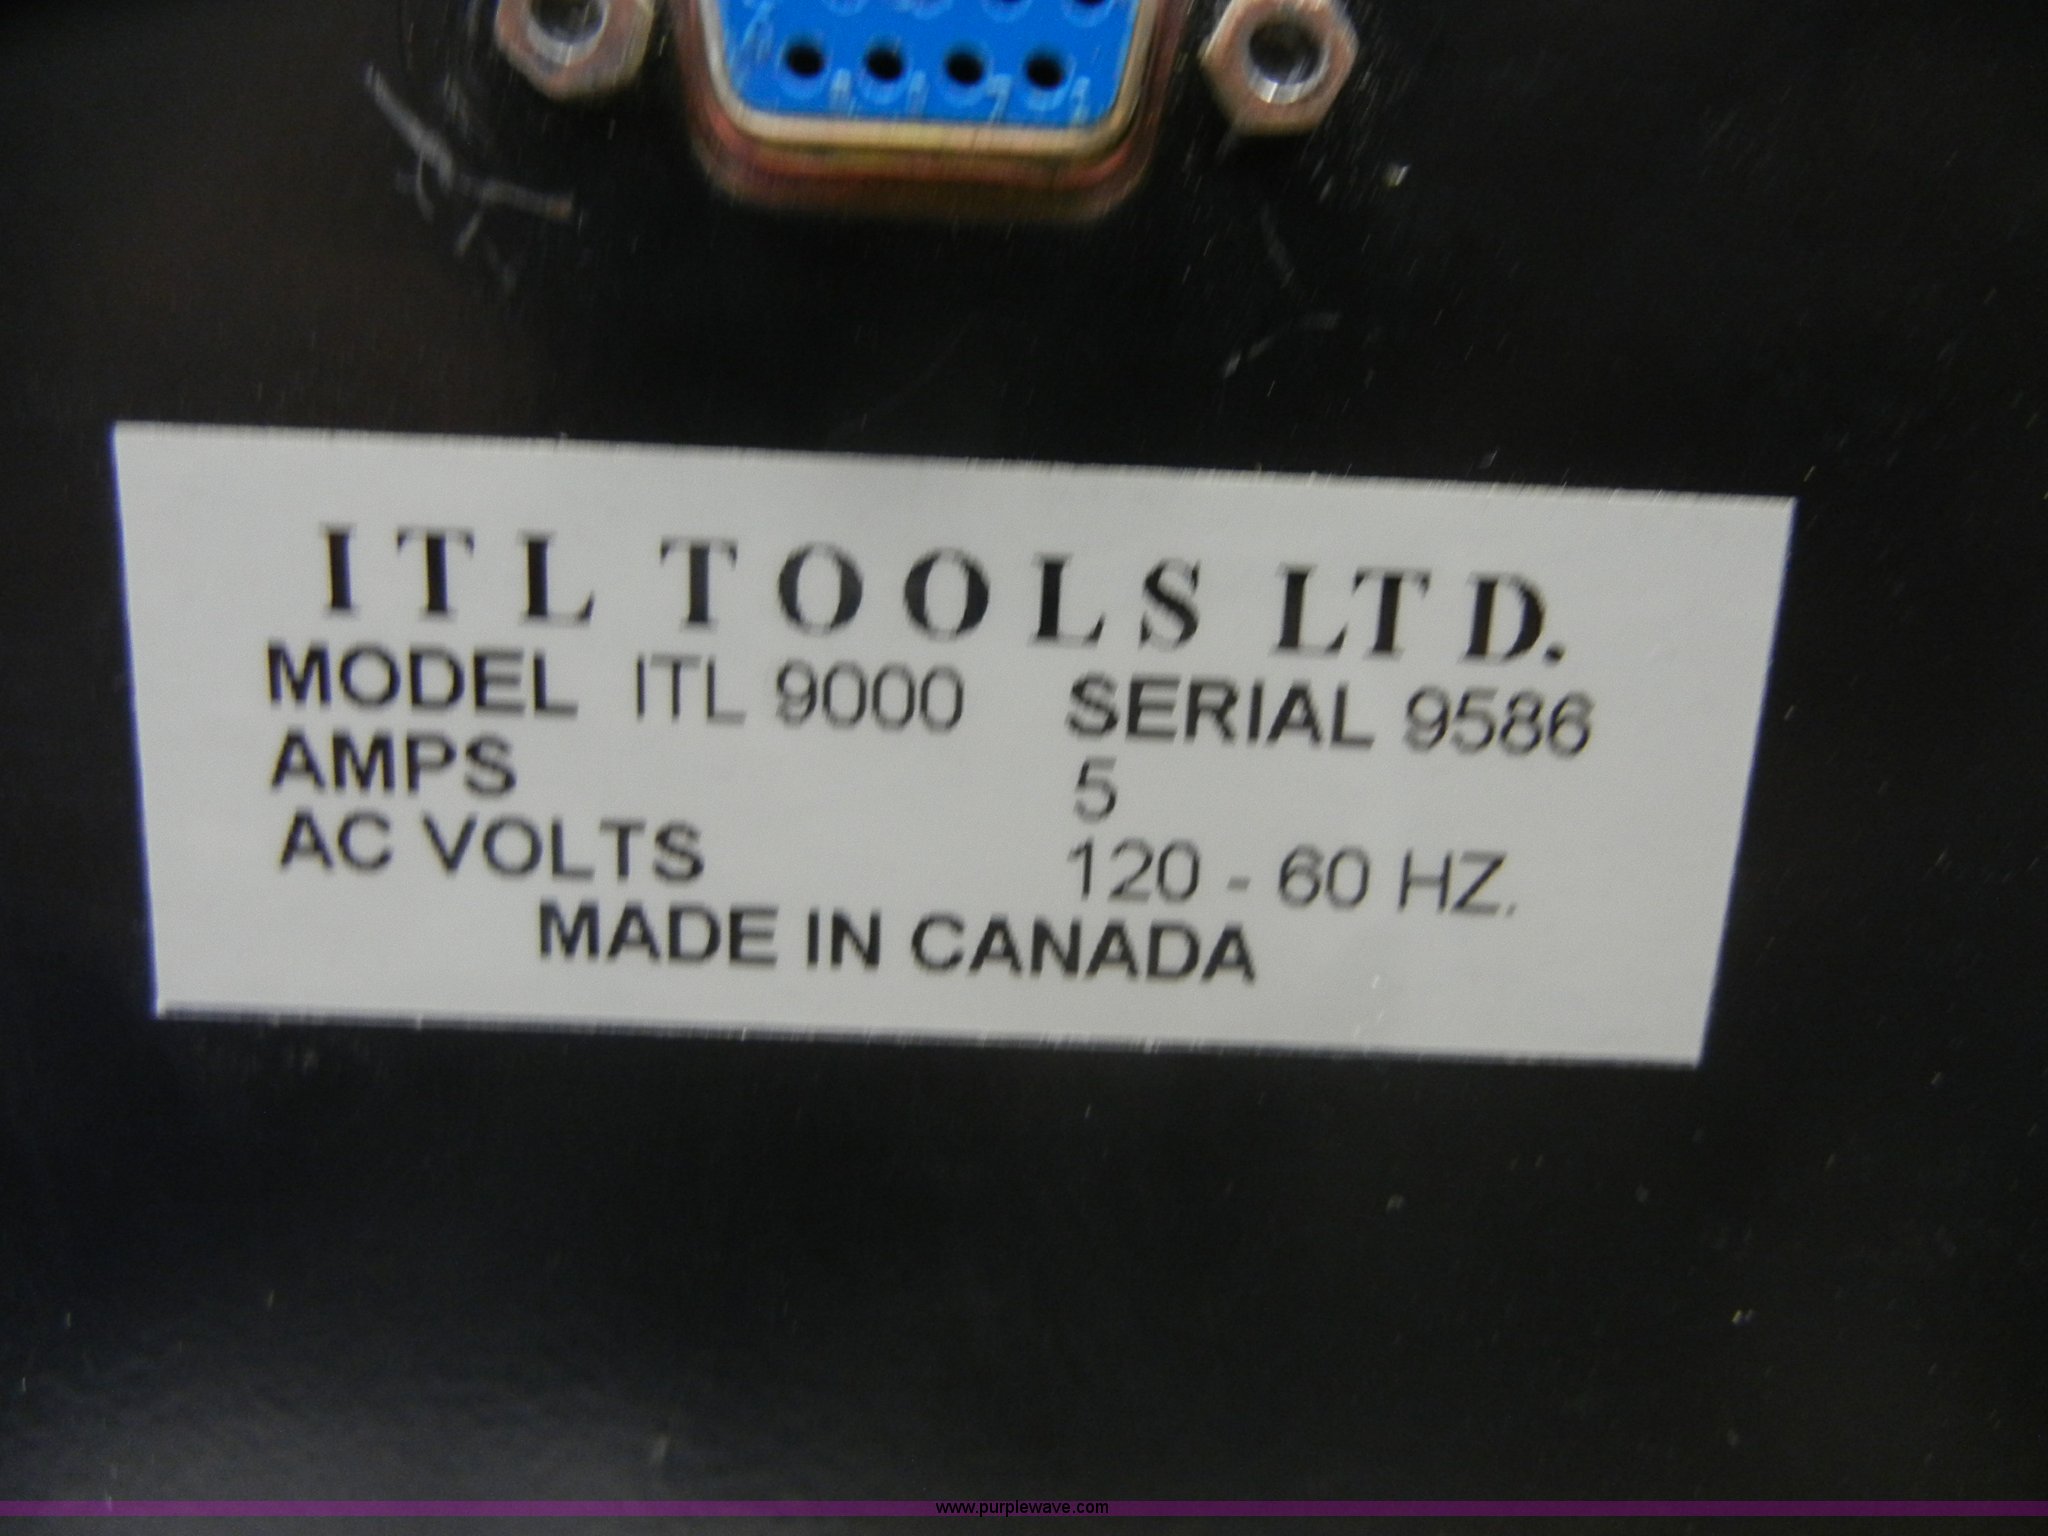 ITL TOOLS LTD.
MODEL ITL 9000 SERIAL 9586
AMPS 5
AC VOLTS 120 - 60 HZ.
MADE IN CANADA
www.purplewave.com